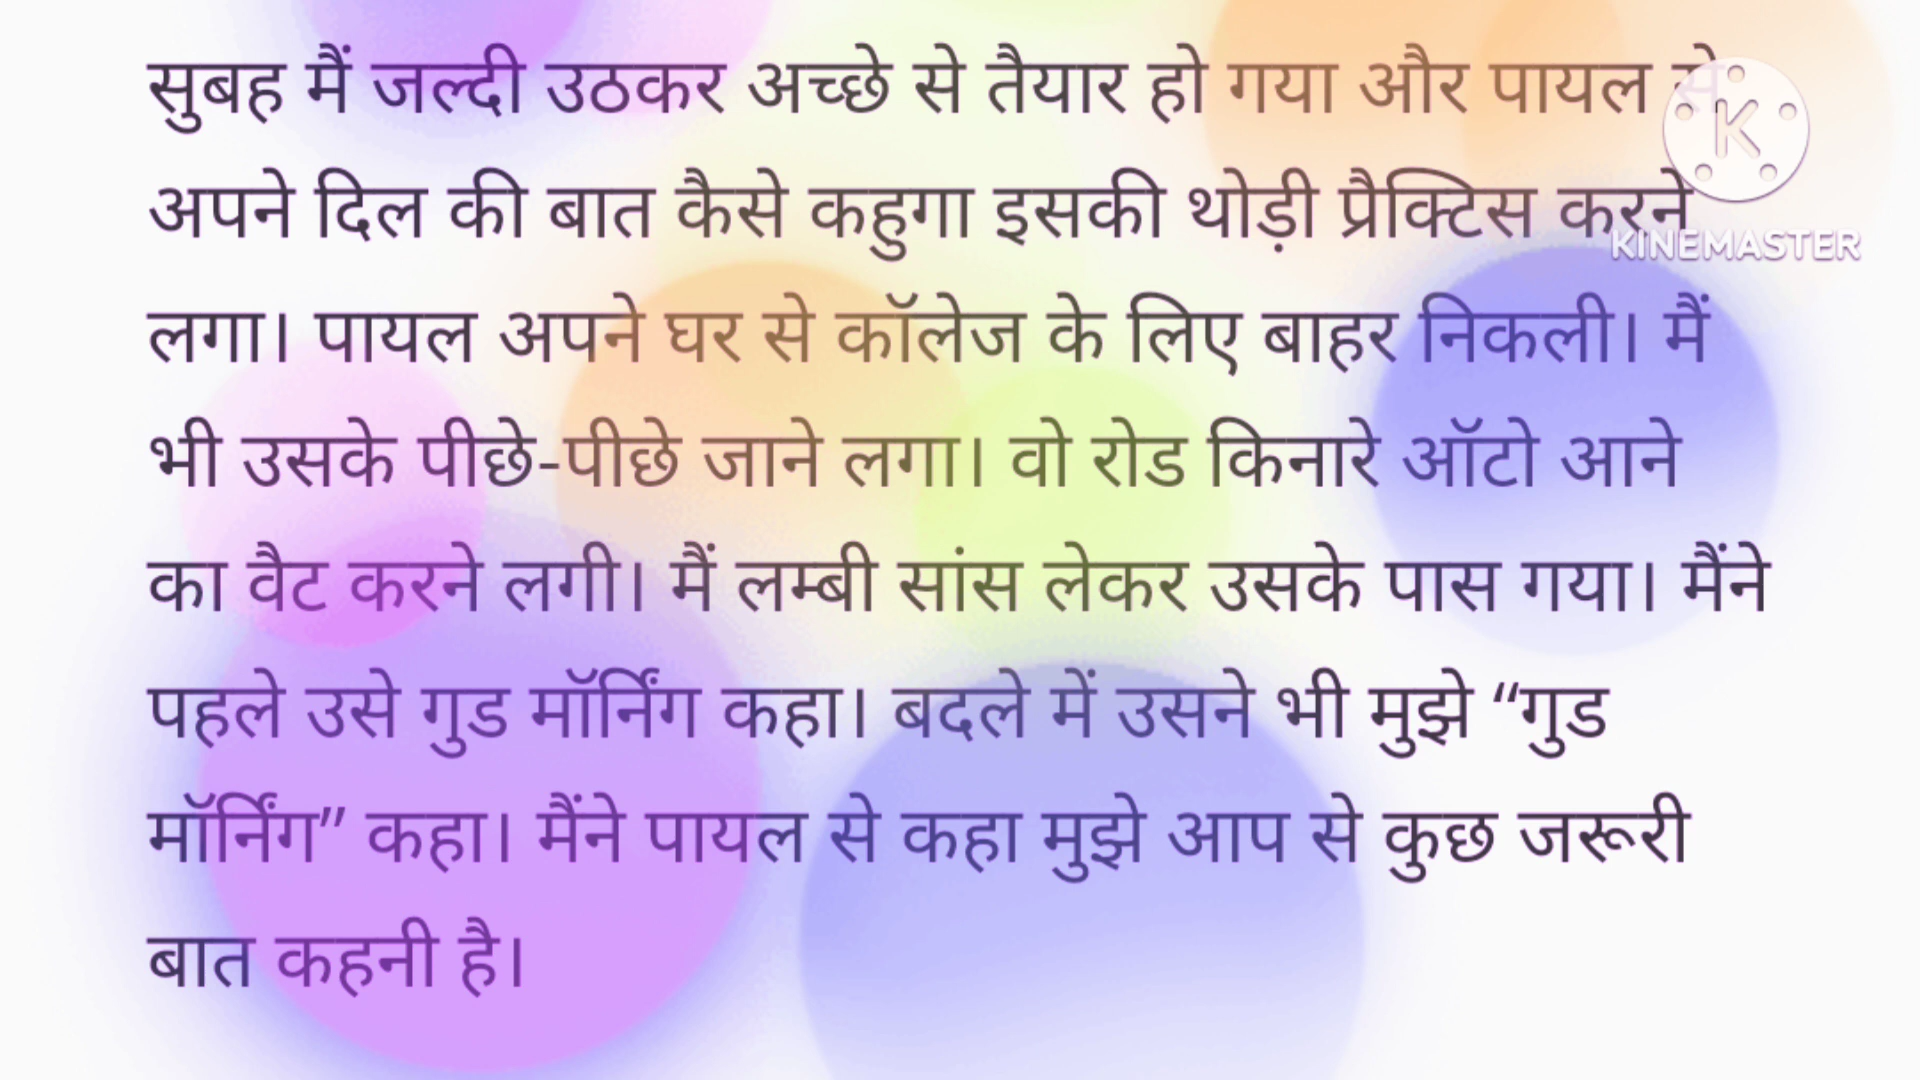 सुबह मैं जल्दी उठकर अच्छे से तैयार हो गया और पायल से
अपने दिल की बात कैसे कहुगा इसकी थोड़ी प्रैक्टिस करने
लगा। पायल अपने घर से कॉलेज के लिए बाहर निकली। मैं
भी उसके पीछे-पीछे जाने लगा। वो रोड किनारे ऑटो आने
का वैट करने लगी। मैं लम्बी सांस लेकर उसके पास गया। मैंने
पहले उसे गुड मॉर्निंग कहा। बदले में उसने भी मुझे “गुड
मॉर्निंग” कहा। मैंने पायल से कहा मुझे आप से कुछ जरूरी
बात कहनी है।
K
KINEMASTER